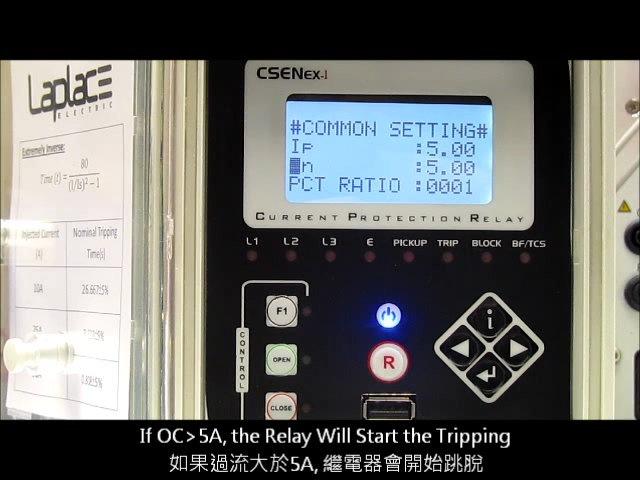 Laplace
ELECTRIC
Extremely Inverse:
Time (t) = 80 / ((I/Is)² − 1)
Injected Current (A)
Nominal Tripping Time(s)
10A 26.667±5%
CSENEX-I
#COMMON SETTING#
Ip :5.00
n :5.00
PCT RATIO :0001
CURRENT PROTECTION RELAY
L1 L2 L3 E PICKUP TRIP BLOCK BF/TCS
CONTROL
F1
OPEN
CLOSE
R
i
If OC>5A, the Relay Will Start the Tripping
如果過流大於5A, 繼電器會開始跳脫